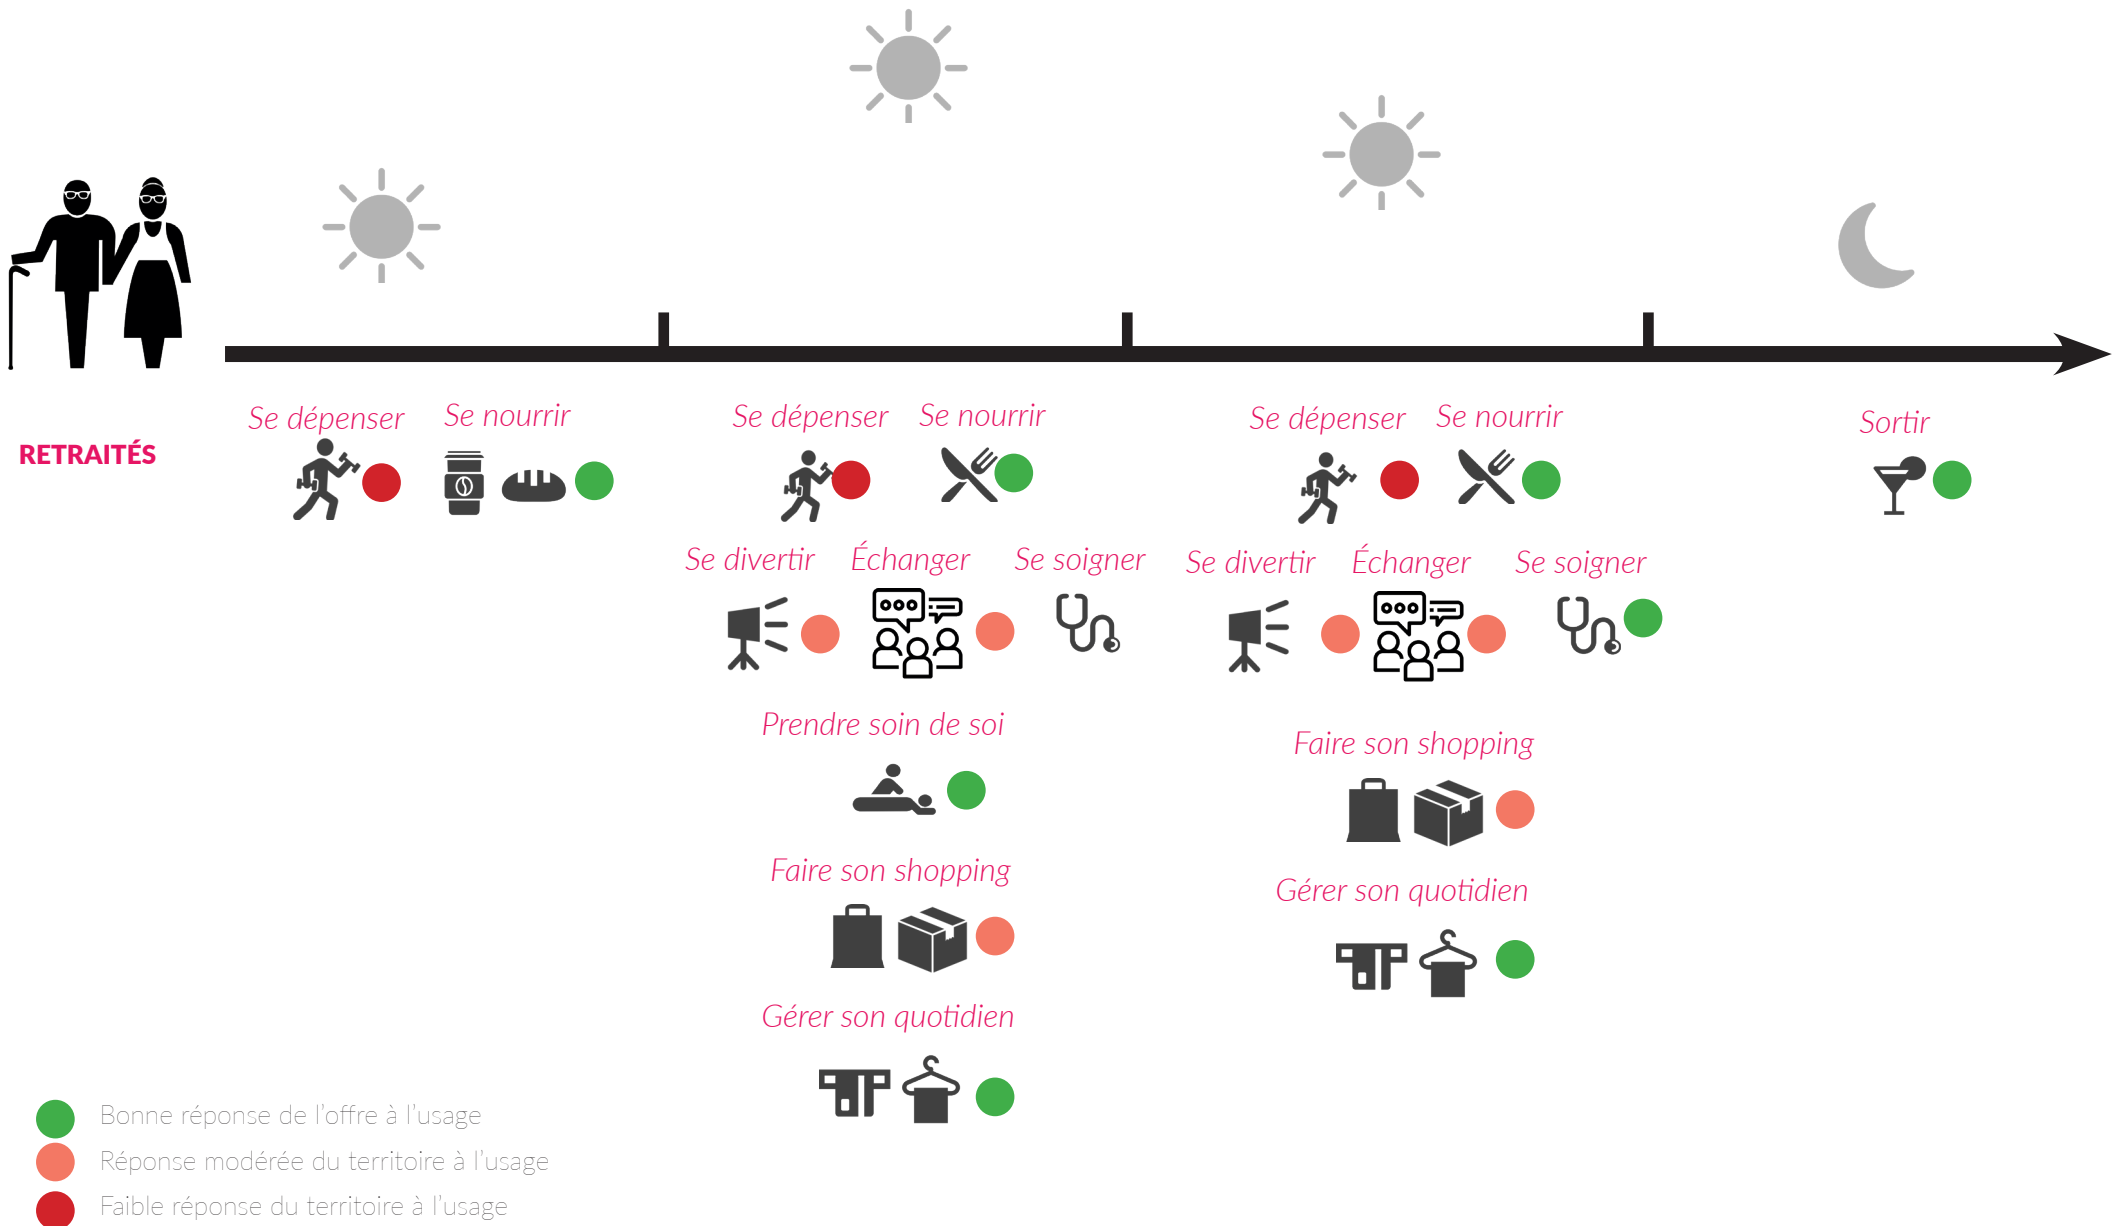 RETRAITÉS
Se dépenser
Se nourrir
Se dépenser
Se nourrir
Se divertir
Échanger
Se soigner
Prendre soin de soi
Faire son shopping
Gérer son quotidien
Se dépenser
Se nourrir
Se divertir
Échanger
Se soigner
Faire son shopping
Gérer son quotidien
Sortir
Bonne réponse de l'offre à l'usage
Réponse modérée du territoire à l'usage
Faible réponse du territoire à l'usage